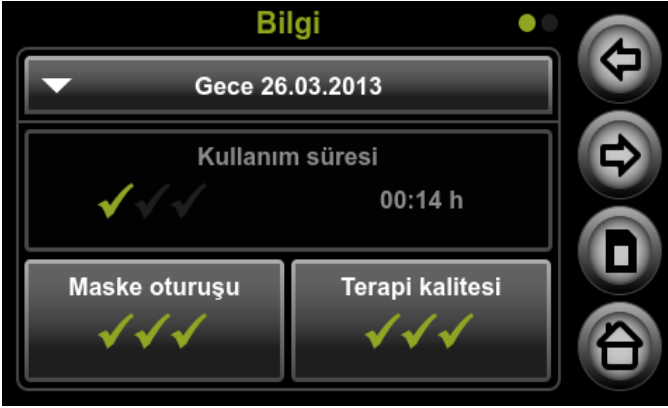 Bilgi
Gece 26.03.2013
Kullanım süresi
00:14 h
Maske oturuşu
Terapi kalitesi